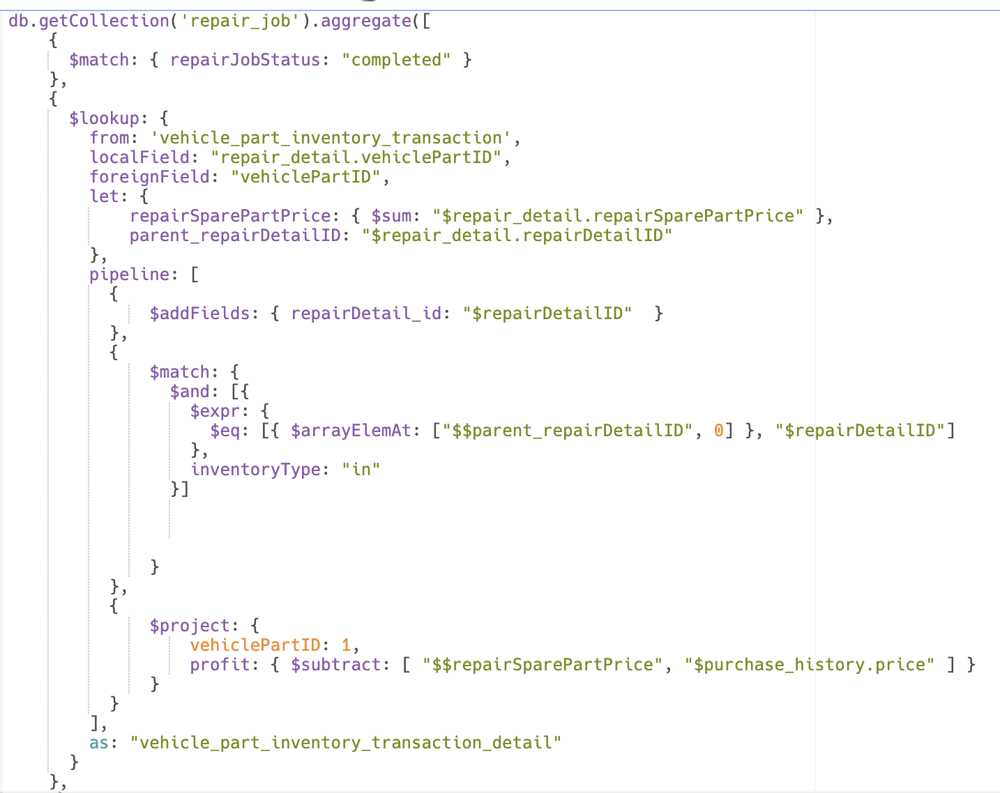 db.getCollection('repair_job').aggregate([
{
$match: { repairJobStatus: "completed" }
},
{
$lookup: {
from: 'vehicle_part_inventory_transaction',
localField: "repair_detail.vehiclePartID",
foreignField: "vehiclePartID",
let: {
repairSparePartPrice: { $sum: "$repair_detail.repairSparePartPrice" },
parent_repairDetailID: "$repair_detail.repairDetailID"
},
pipeline: [
{
$addFields: { repairDetail_id: "$repairDetailID"  }
},
{
$match: {
$and: [{
$expr: {
$eq: [{ $arrayElemAt: ["$$parent_repairDetailID", 0] }, "$repairDetailID"]
},
inventoryType: "in"
}]
}
},
{
$project: {
vehiclePartID: 1,
profit: { $subtract: [ "$$repairSparePartPrice", "$purchase_history.price" ] }
}
}
],
as: "vehicle_part_inventory_transaction_detail"
}
},